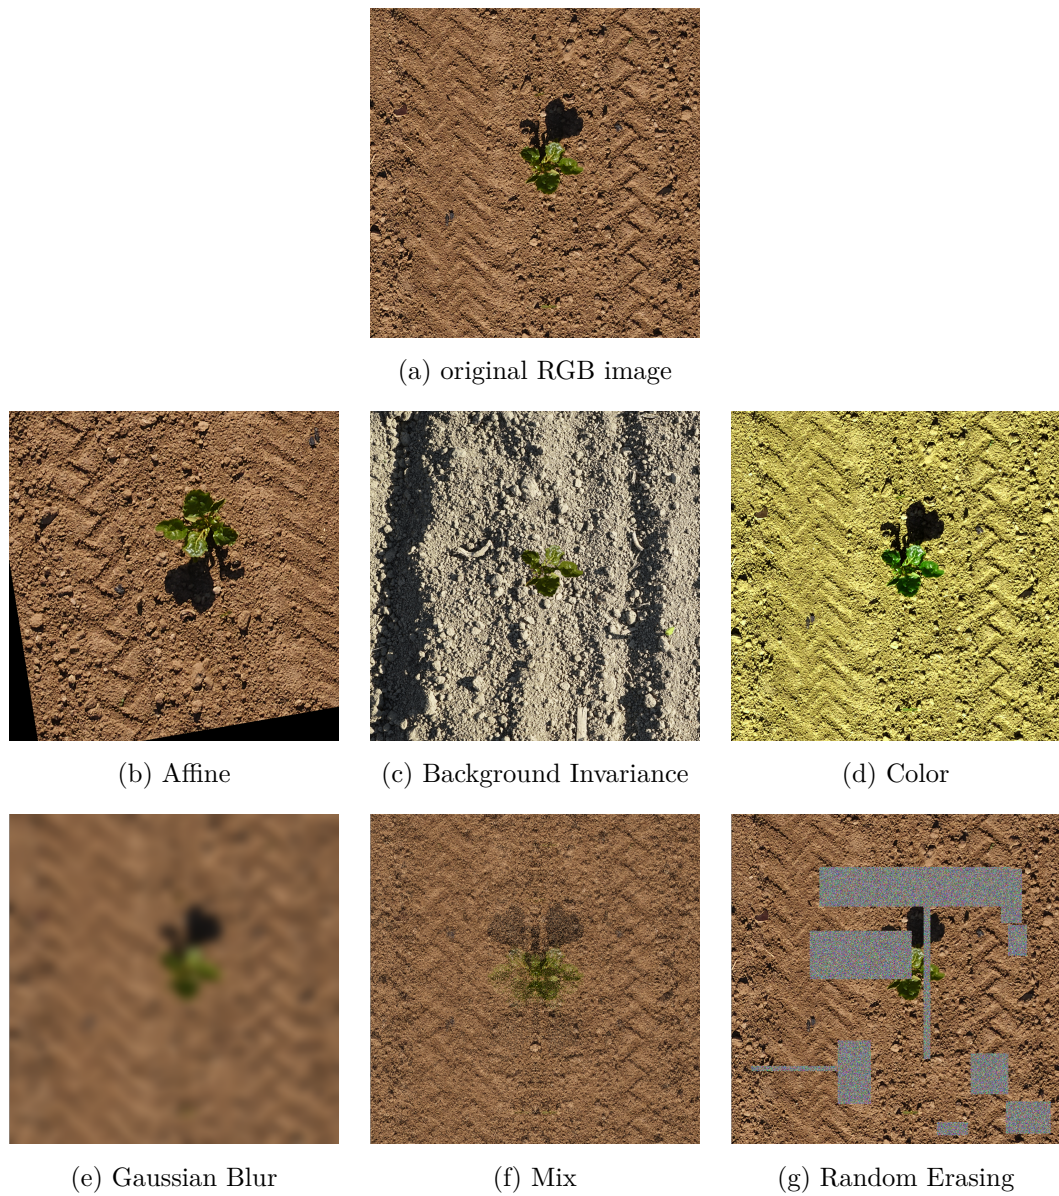 (a) original RGB image
(b) Affine
(c) Background Invariance
(d) Color
(e) Gaussian Blur
(f) Mix
(g) Random Erasing